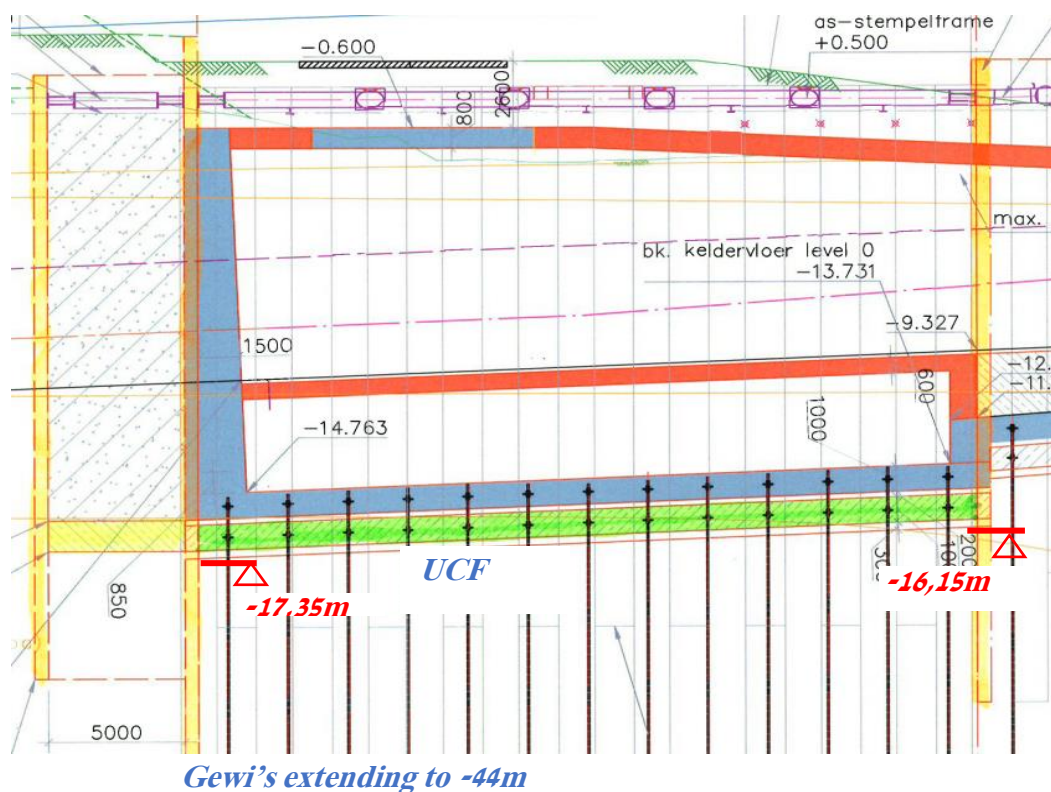 as-stempelframe
+0.500
-0.600
2600
800
max.
bk. keldervloer level 0
-13.731
-9.327
1500
-12.
-11.
600
1000
-14.763
UCF
-17,35m
-16,15m
200
850
5000
Gewi's extending to -44m